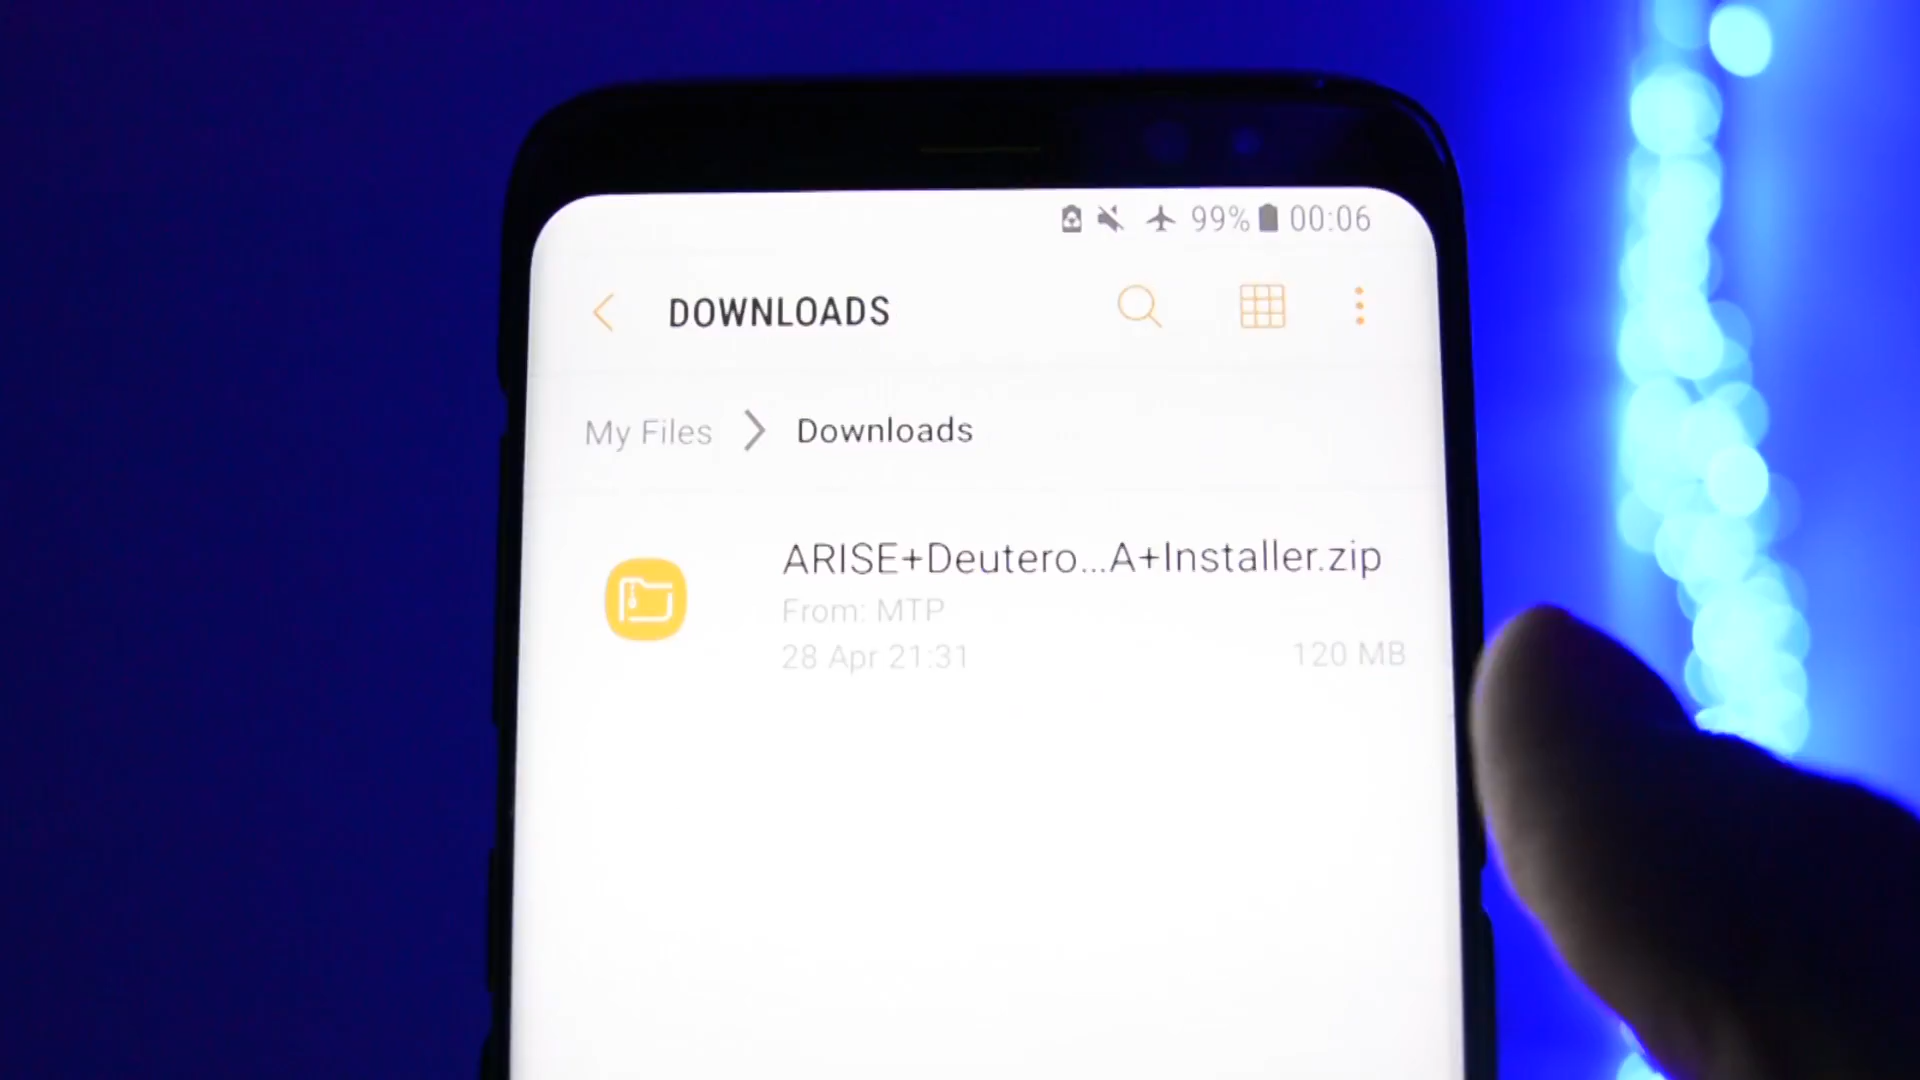 99% 00:06
DOWNLOADS
My Files > Downloads
ARISE+Deutero...A+Installer.zip
From: MTP
28 Apr 21:31 120 MB